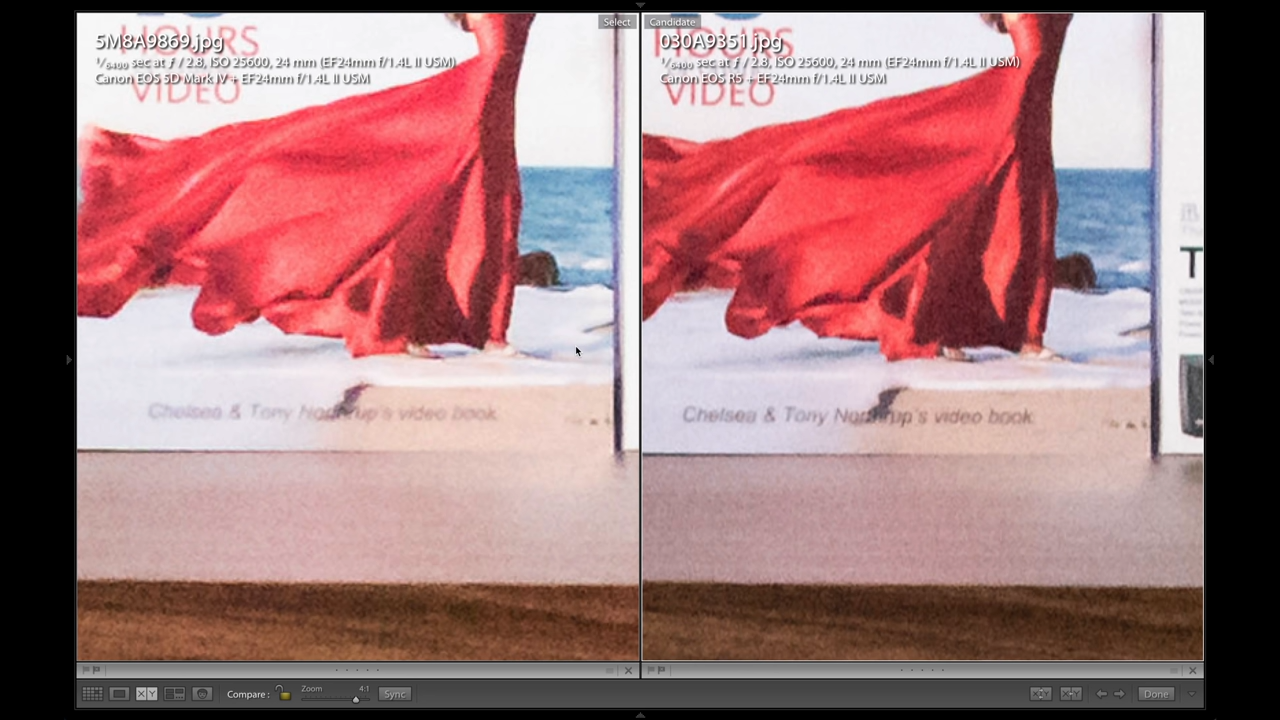 Select
5M8A9869.jpg
HOURS
1/6400 sec at ƒ / 2.8, ISO 25600, 24 mm (EF24mm f/1.4L II USM)
Canon EOS 5D Mark IV + EF24mm f/1.4L II USM
VIDEO
Chelsea & Tony Northrup's video book
Candidate
030A9351.jpg
HOURS
1/6400 sec at ƒ / 2.8, ISO 25600, 24 mm (EF24mm f/1.4L II USM)
Canon EOS R5 + EF24mm f/1.4L II USM
VIDEO
T
Chelsea & Tony Northrup's video book
Compare :
Zoom
4:1
Sync
Done